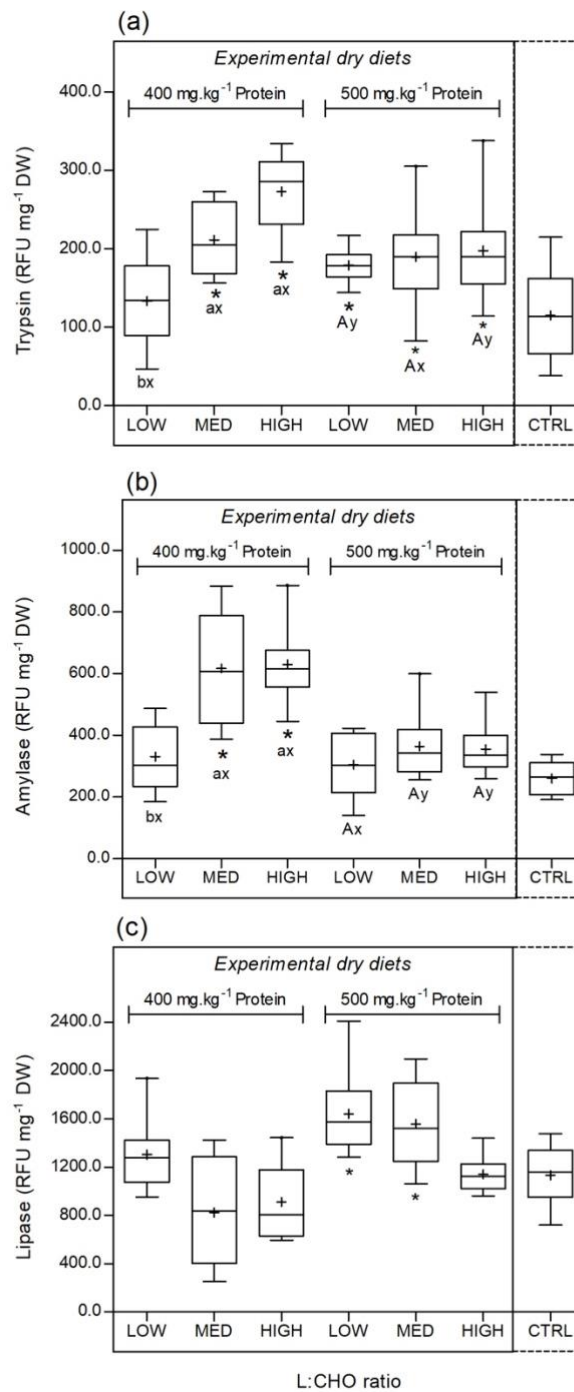 (a)
Experimental dry diets
400 mg.kg⁻¹ Protein 500 mg.kg⁻¹ Protein
Trypsin (RFU mg⁻¹ DW)
400.0
300.0
200.0
100.0
0.0
* * * * *
ax ax Ay Ax Ay
bx
LOW MED HIGH LOW MED HIGH CTRL
(b)
Experimental dry diets
400 mg.kg⁻¹ Protein 500 mg.kg⁻¹ Protein
Amylase (RFU mg⁻¹ DW)
1000.0
800.0
600.0
400.0
200.0
0.0
* *
ax ax
bx Ax Ay Ay
LOW MED HIGH LOW MED HIGH CTRL
(c)
Experimental dry diets
400 mg.kg⁻¹ Protein 500 mg.kg⁻¹ Protein
Lipase (RFU mg⁻¹ DW)
2400.0
2000.0
1600.0
1200.0
800.0
400.0
0.0
* *
LOW MED HIGH LOW MED HIGH CTRL
L:CHO ratio